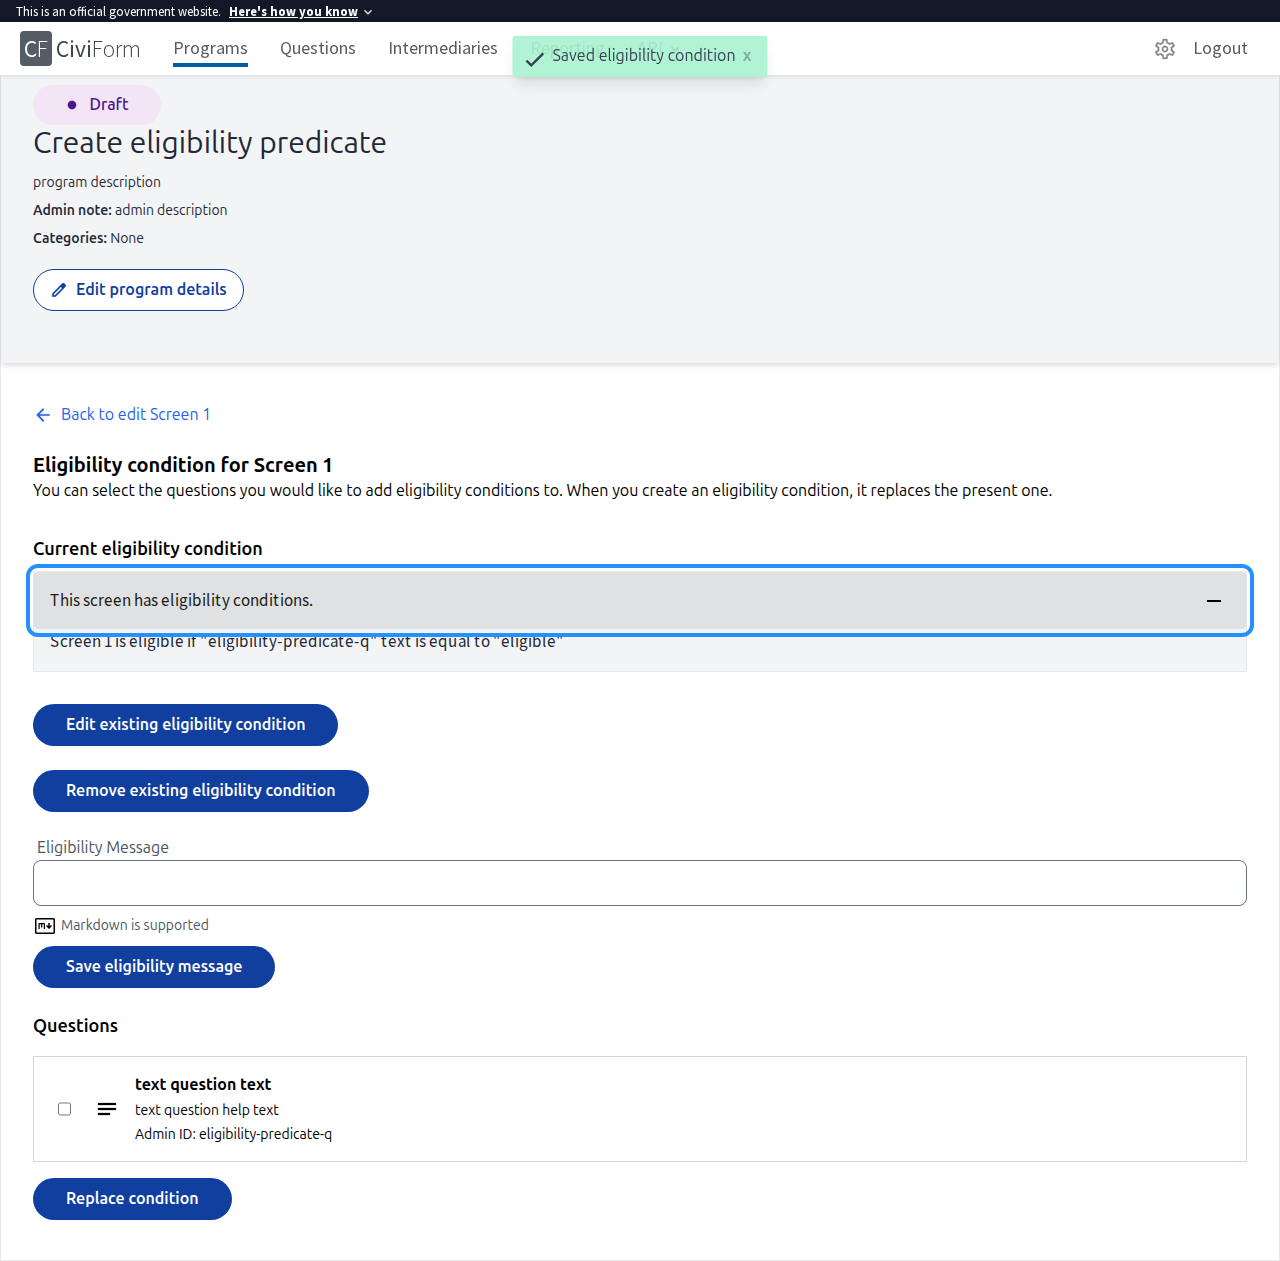 This is an official government website. Here's how you know
CF CiviForm Programs Questions Intermediaries Reporting API Logout
Saved eligibility condition x
Draft
Create eligibility predicate
program description
Admin note: admin description
Categories: None
Edit program details
Back to edit Screen 1
Eligibility condition for Screen 1
You can select the questions you would like to add eligibility conditions to. When you create an eligibility condition, it replaces the present one.
Current eligibility condition
This screen has eligibility conditions.
Screen 1 is eligible if "eligibility-predicate-q" text is equal to "eligible"
Edit existing eligibility condition
Remove existing eligibility condition
Eligibility Message
Markdown is supported
Save eligibility message
Questions
text question text
text question help text
Admin ID: eligibility-predicate-q
Replace condition